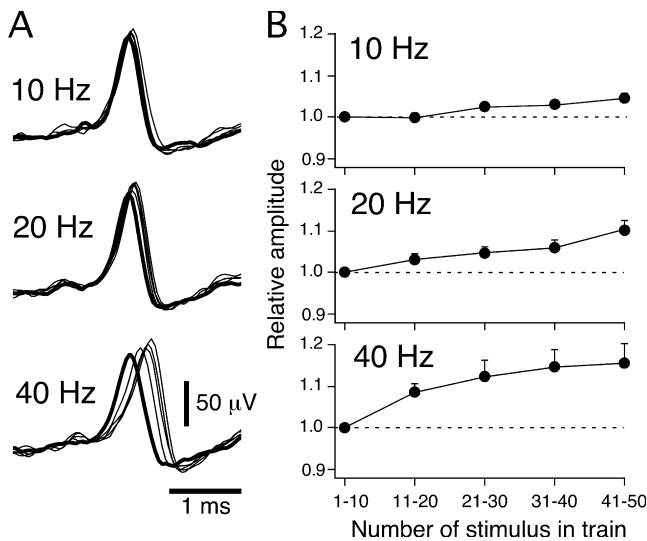 A
10 Hz
20 Hz
40 Hz
50 μV
1 ms
B
Relative amplitude
10 Hz
1.2
1.1
1.0
0.9
20 Hz
1.2
1.1
1.0
0.9
40 Hz
1.2
1.1
1.0
0.9
1-10 11-20 21-30 31-40 41-50
Number of stimulus in train